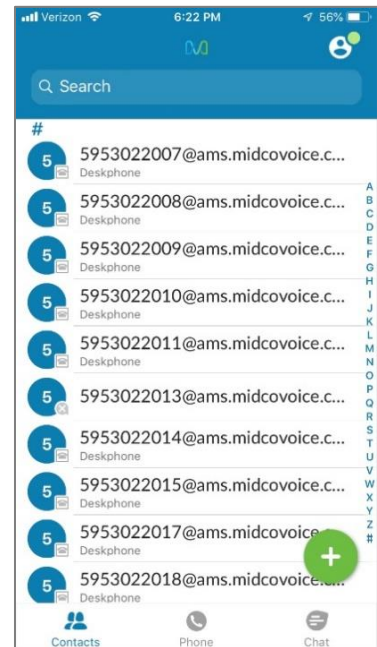 Verizon 6:22 PM 56%
Search
#
5 5953022007@ams.midcovoice.c...
Deskphone
5 5953022008@ams.midcovoice.c...
Deskphone
5 5953022009@ams.midcovoice.c...
Deskphone
5 5953022010@ams.midcovoice.c...
Deskphone
5 5953022011@ams.midcovoice.c...
Deskphone
5 5953022013@ams.midcovoice.c...
5 5953022014@ams.midcovoice.c...
Deskphone
5 5953022015@ams.midcovoice.c...
Deskphone
5 5953022017@ams.midcovoice
Deskphone
5 5953022018@ams.midcovoice.c...
Deskphone
A
B
C
D
E
F
G
H
I
J
K
L
M
N
O
P
Q
R
S
T
U
V
W
X
Y
Z
#
+
Contacts Phone Chat